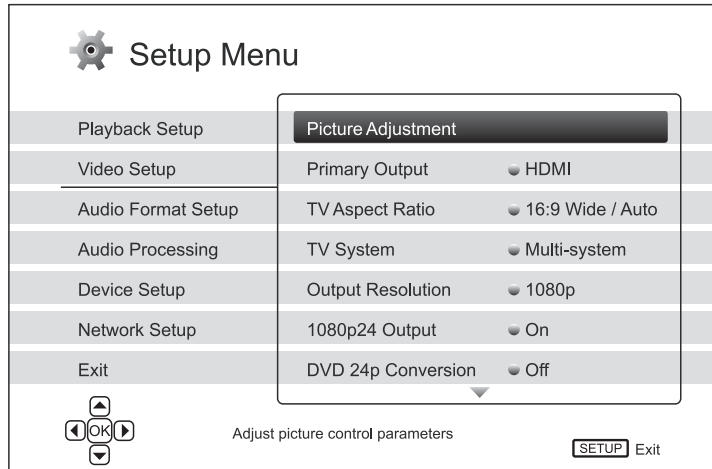 Setup Menu
Playback Setup
Video Setup
Audio Format Setup
Audio Processing
Device Setup
Network Setup
Exit
Picture Adjustment
Primary Output HDMI
TV Aspect Ratio 16:9 Wide / Auto
TV System Multi-system
Output Resolution 1080p
1080p24 Output On
DVD 24p Conversion Off
OK
Adjust picture control parameters
SETUP Exit